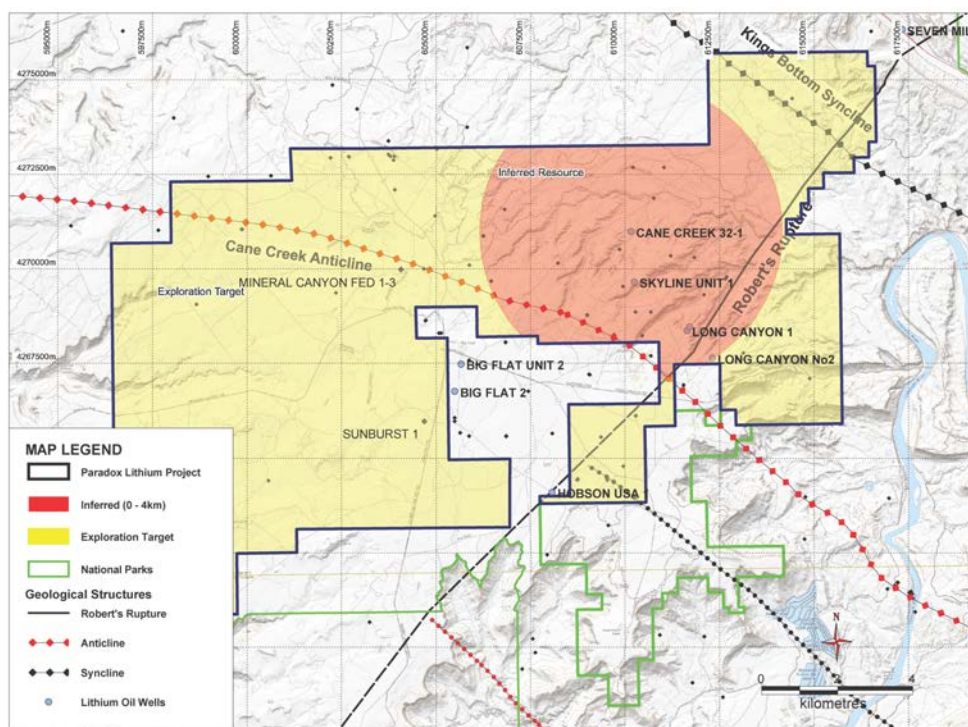 595000m
597500m
600000m
602500m
605000m
607500m
610000m
612500m
615000m
617500m
SEVEN MIL
Kings Bottom Syncline
4275000m
4272500m
Inferred Resource
CANE CREEK 32-1
Cane Creek Anticline
4270000m
MINERAL CANYON FED 1-3
SKYLINE UNIT 1
Robert's Rupture
Exploration Target
LONG CANYON 1
4267500m
BIG FLAT UNIT 2
LONG CANYON No2
BIG FLAT 2
SUNBURST 1
HOBSON USA 1
MAP LEGEND
Paradox Lithium Project
Inferred (0 - 4km)
Exploration Target
National Parks
Geological Structures
Robert's Rupture
Anticline
Syncline
Lithium Oil Wells
N
0 2 4
kilometres